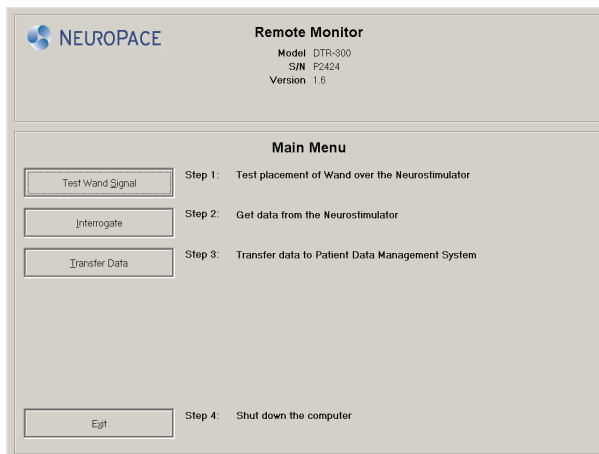 NEUROPACE
Remote Monitor
Model DTR-300
S/N P2424
Version 1.6
Main Menu
Test Wand Signal Step 1: Test placement of Wand over the Neurostimulator
Interrogate Step 2: Get data from the Neurostimulator
Transfer Data Step 3: Transfer data to Patient Data Management System
Exit Step 4: Shut down the computer